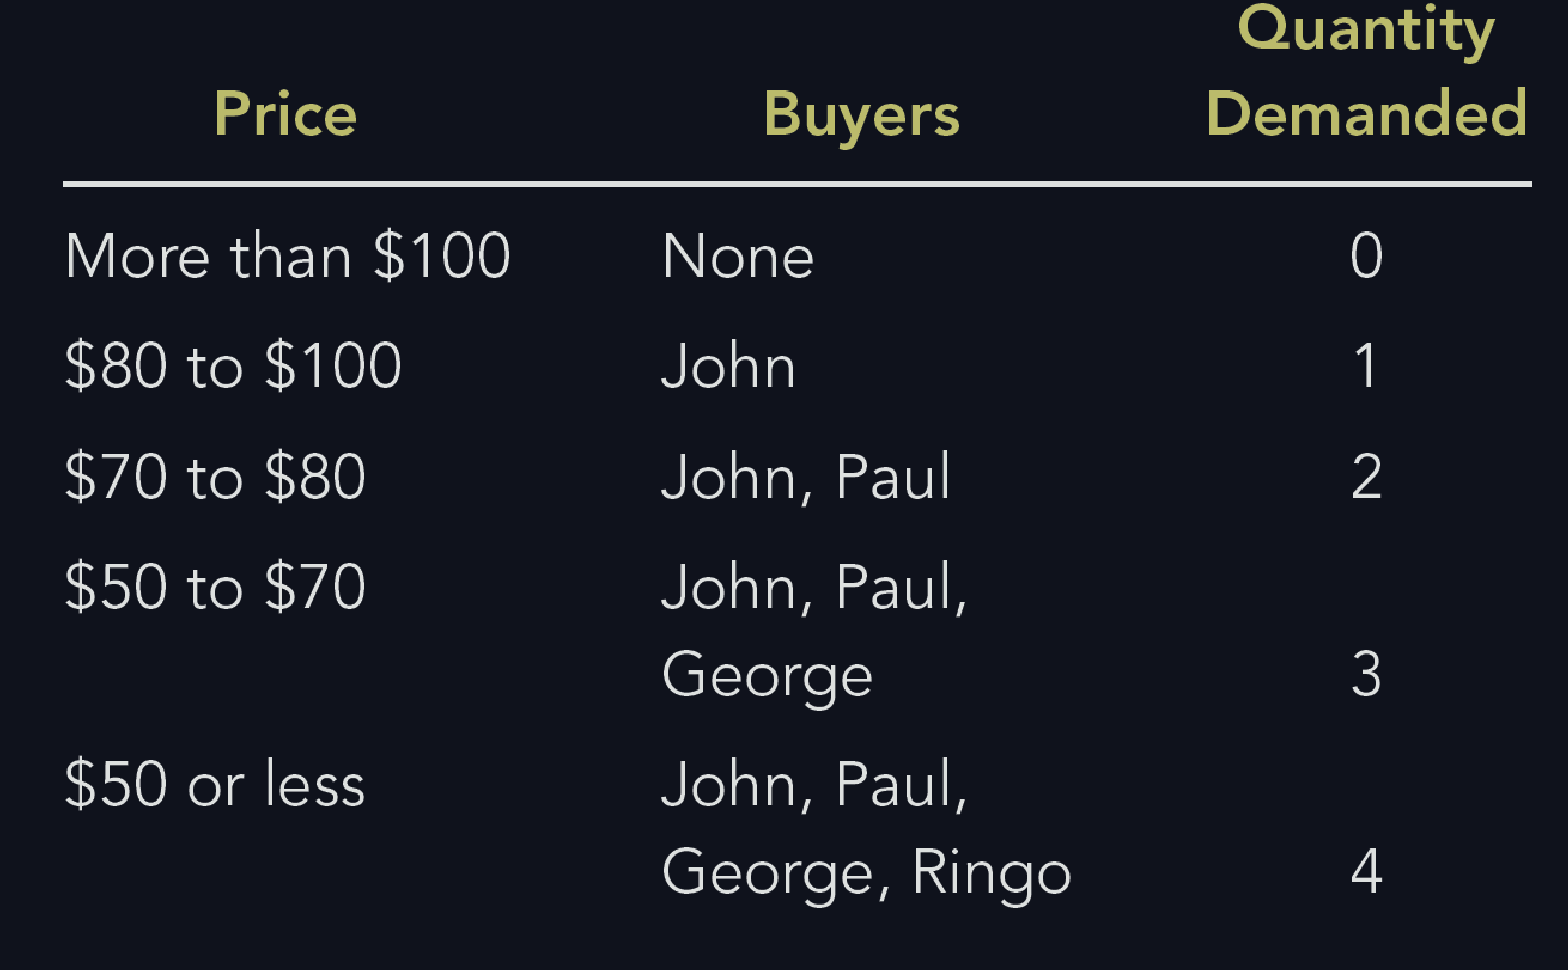 Quantity
Price Buyers Demanded
More than $100 None 0
$80 to $100 John 1
$70 to $80 John, Paul 2
$50 to $70 John, Paul,
George 3
$50 or less John, Paul,
George, Ringo 4